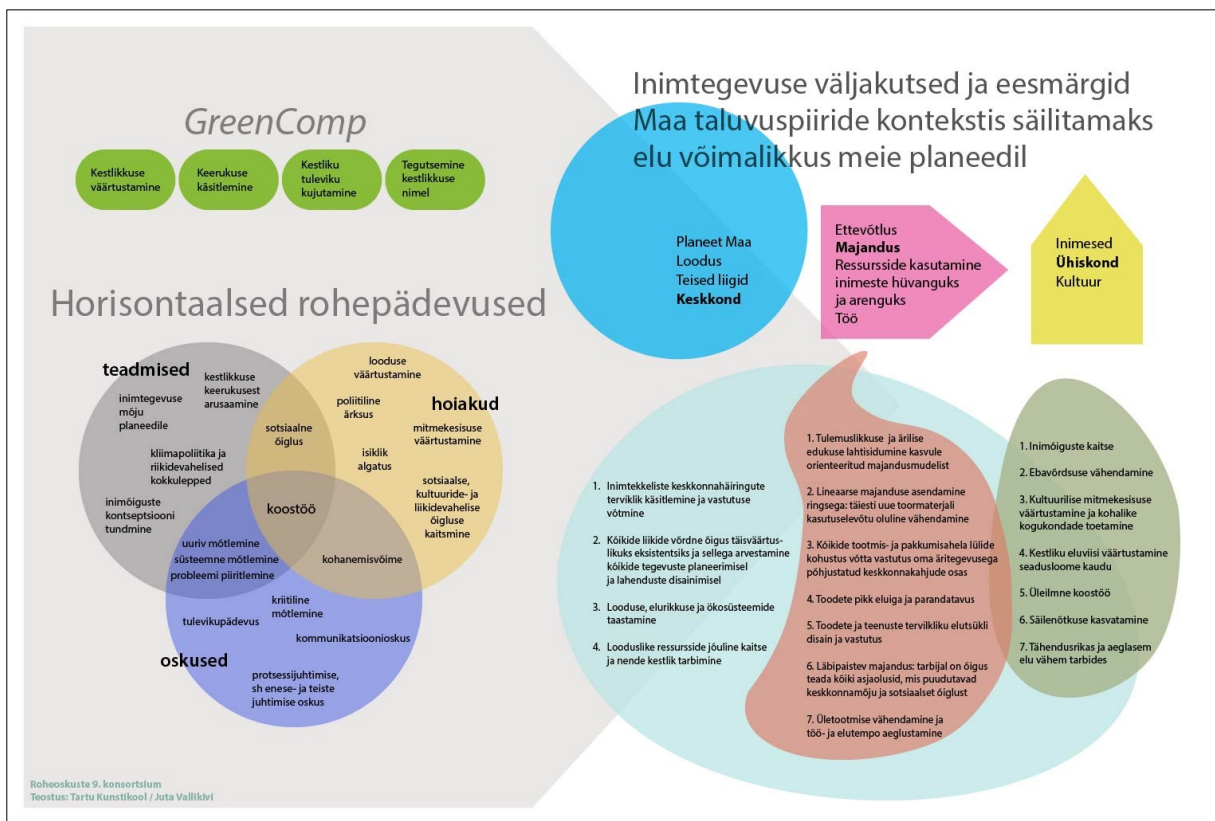 GreenComp
Kestlikkuse
väärtustamine
Keerukuse
käsitlemine
Kestliku
tuleviku
kujutamine
Tegutsemine
kestlikkuse
nimel
Horisontaalsed rohepädevused
teadmised
kestlikkuse
keerukusest
arusaamine
inimtegevuse
mõju
planeedile
kliimapoliitika ja
riikidevahelised
kokkulepped
inimõiguste
kontseptsiooni
tundmine
sotsiaalne
õiglus
looduse
väärtustamine
poliitiline
ärksus
hoiakud
mitmekesisuse
väärtustamine
isiklik
algatus
sotsiaalse,
kultuuride- ja
liikidevahelise
õigluse
kaitsmine
koostöö
uuriv mõtlemine
süsteemne mõtlemine
probleemi piiritlemine
kohanemisvõime
kriitiline
mõtlemine
tulevikupädevus
kommunikatsioonioskus
oskused
protsessijuhtimise,
sh enese- ja teiste
juhtimise oskus
Roheoskuste 9. konsortsium
Teostus: Tartu Kunstikool / Juta Vallikivi
Inimtegevuse väljakutsed ja eesmärgid
Maa taluvuspiiride kontekstis säilitamaks
elu võimalikkus meie planeedil
Planeet Maa
Loodus
Teised liigid
Keskkond
Ettevõtlus
Majandus
Ressursside kasutamine
inimeste hüvanguks
ja arenguks
Töö
Inimesed
Ühiskond
Kultuur
1. Inimtekkeliste keskkonnahäiringute
terviklik käsitlemine ja vastutuse
võtmine
2. Kõikide liikide võrdne õigus täisväärtus-
likuks eksistentsiks ja sellega arvestamine
kõikide tegevuste planeerimisel
ja lahenduste disainimisel
3. Looduse, elurikkuse ja ökosüsteemide
taastamine
4. Looduslike ressursside jõuline kaitse
ja nende kestlik tarbimine
1. Tulemuslikkuse ja ärilise
edukuse lahtisidumine kasvule
orienteeritud majandusmudelist
2. Lineaarse majanduse asendamine
ringsega: täiesti uue toormaterjali
kasutuselevõtu oluline vähendamine
3. Kõikide tootmis- ja pakkumisahela lülide
kohustus võtta vastutus oma äritegevusega
põhjustatud keskkonnakahjude osas
4. Toodete pikk eluiga ja parandatavus
5. Toodete ja teenuste tervilkliku elutsükli
disain ja vastutus
6. Läbipaistev majandus: tarbijal on õigus
teada kõiki asjaolusid, mis puudutavad
keskkonnamõju ja sotsiaalset õiglust
7. Ületootmise vähendamine ja
töö- ja elutempo aeglustamine
1. Inimõiguste kaitse
2. Ebavõrdsuse vähendamine
3. Kultuurilise mitmekesisuse
väärtustamine ja kohalike
kogukondade toetamine
4. Kestliku eluviisi väärtustamine
seadusloome kaudu
5. Üleilmne koostöö
6. Säilenõtkuse kasvatamine
7. Tähendusrikas ja aeglasem
elu vähem tarbides